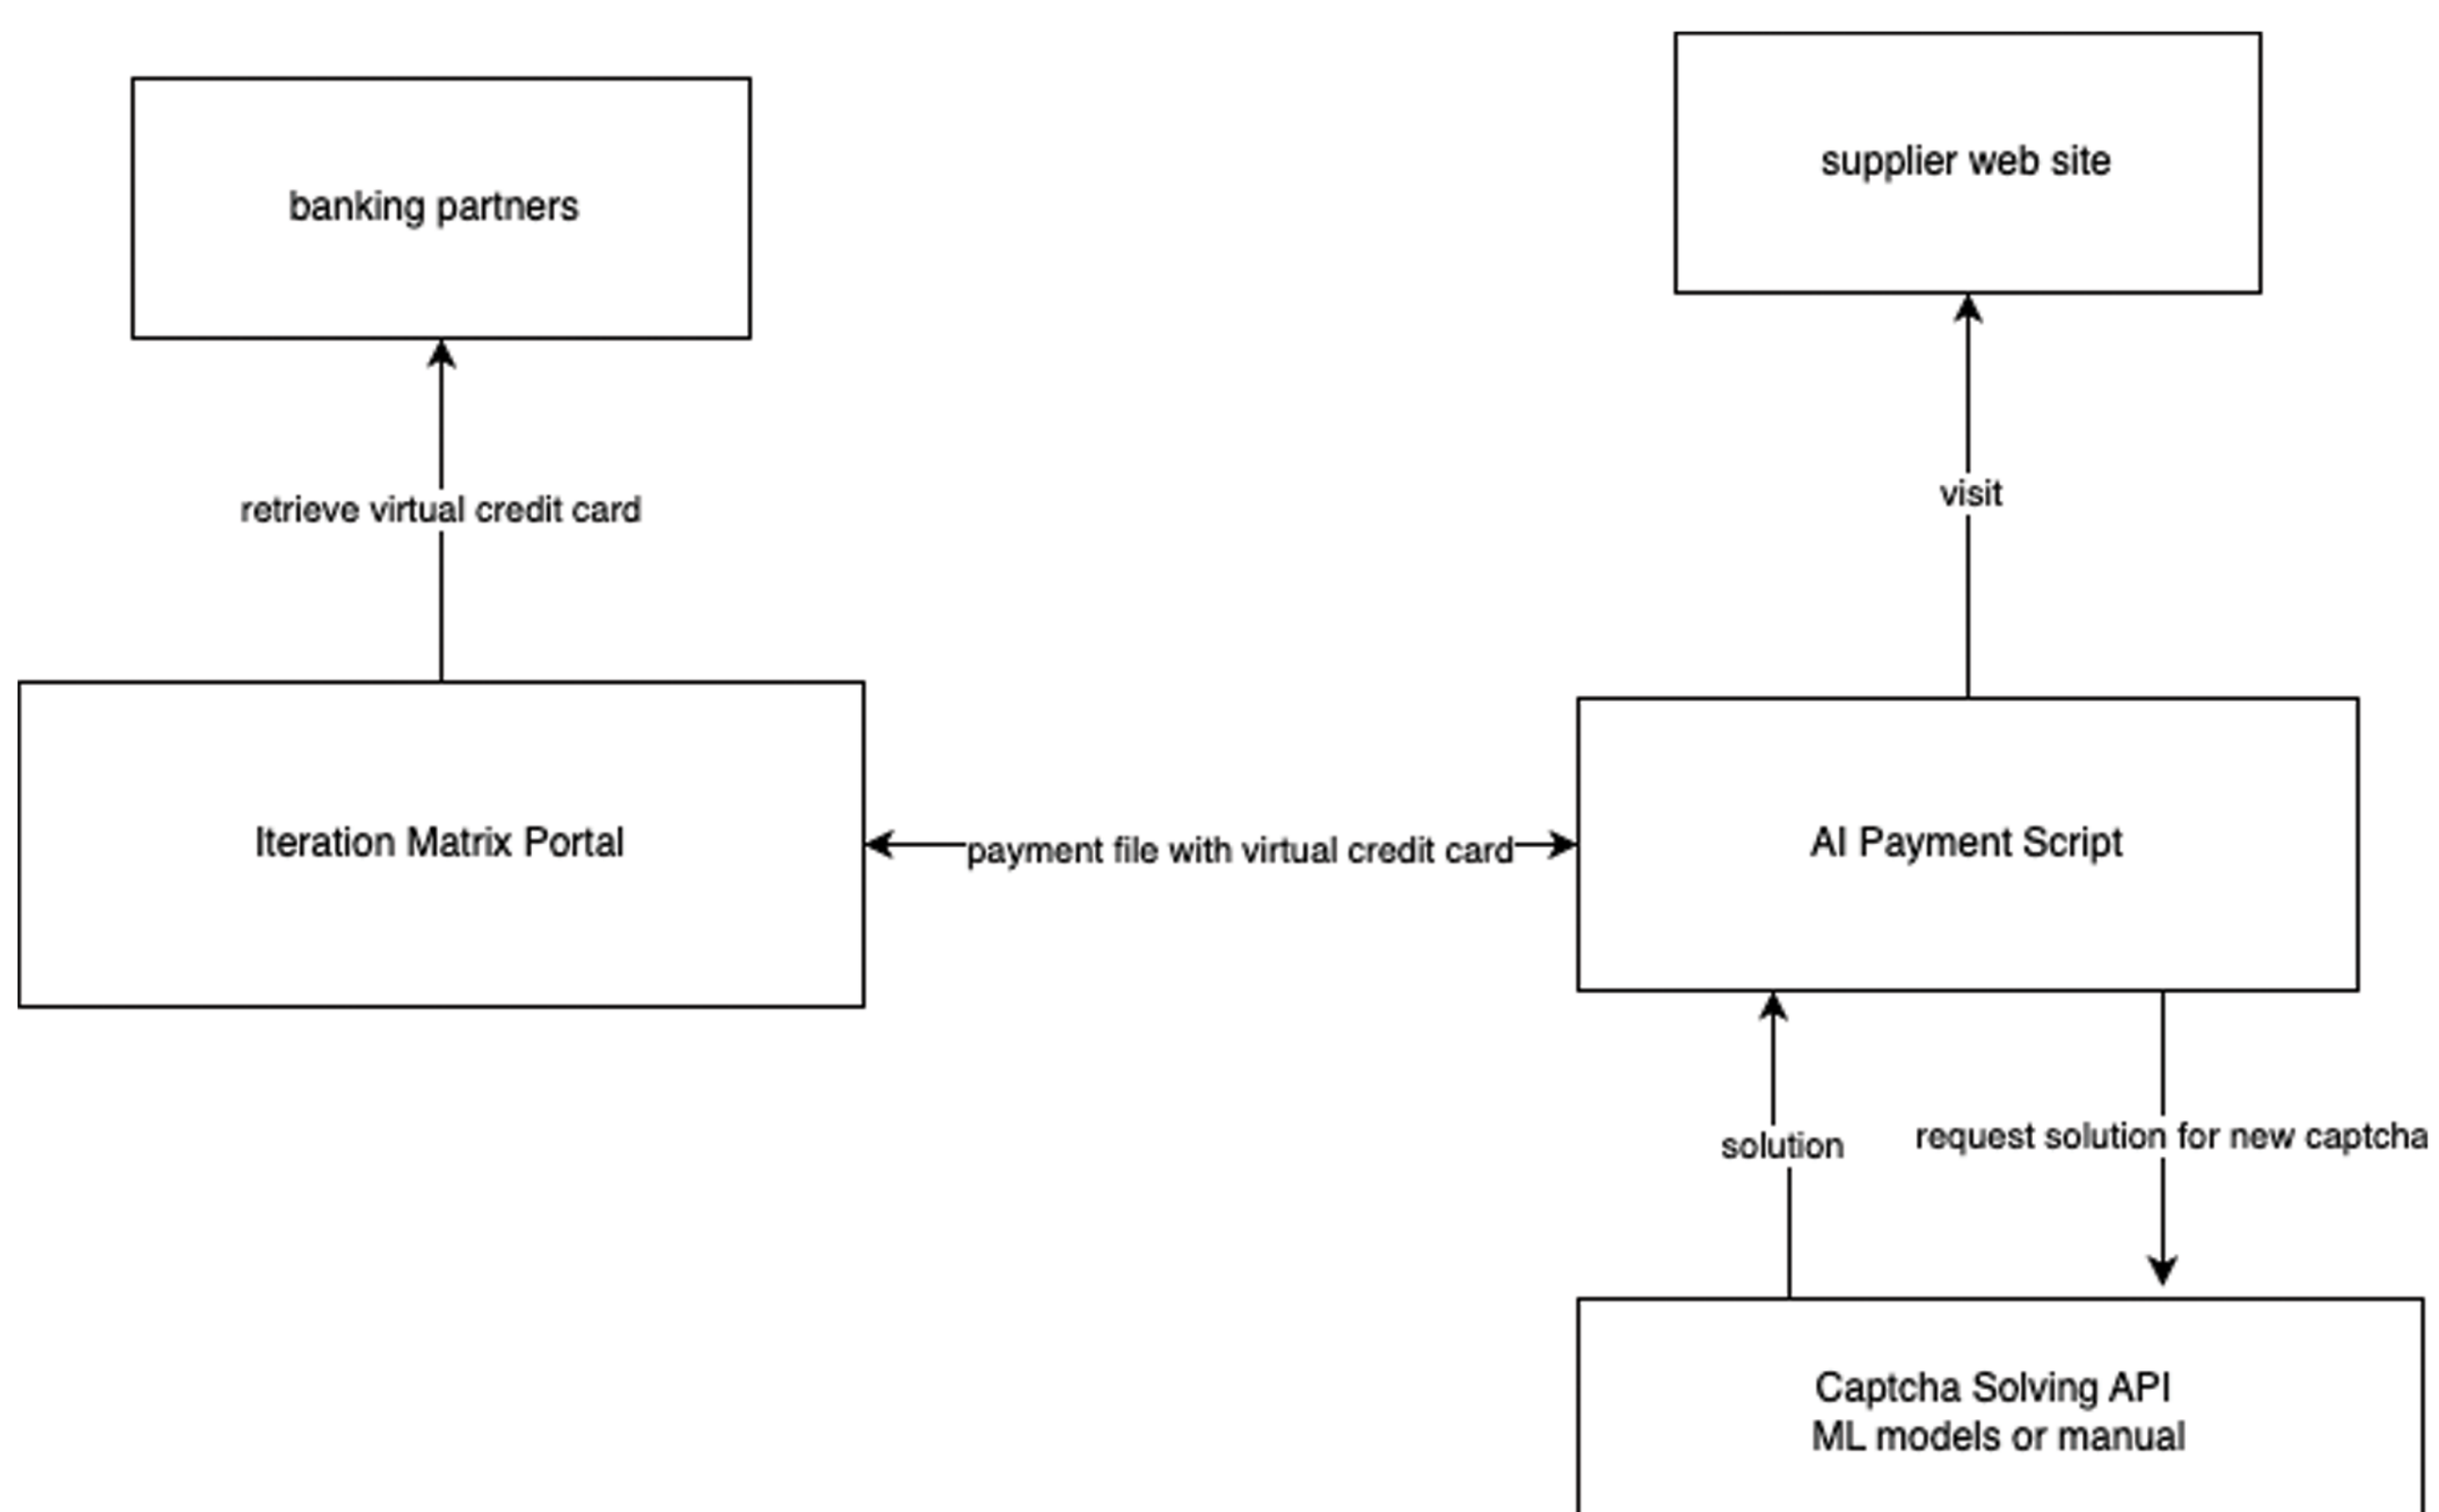 supplier web site
banking partners
visit
retrieve virtual credit card
Iteration Matrix Portal
payment file with virtual credit card
AI Payment Script
solution
request solution for new captcha
Captcha Solving API
ML models or manual